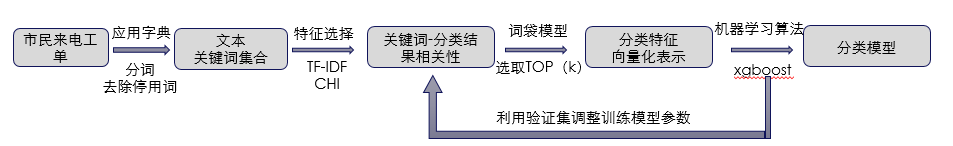 市民来电工
单
应用字典
分词
去除停用词
文本
关键词集合
特征选择
TF-IDF
CHI
关键词-分类结
果相关性
词袋模型
选取TOP（k）
分类特征
向量化表示
机器学习算法
xgboost
分类模型
利用验证集调整训练模型参数